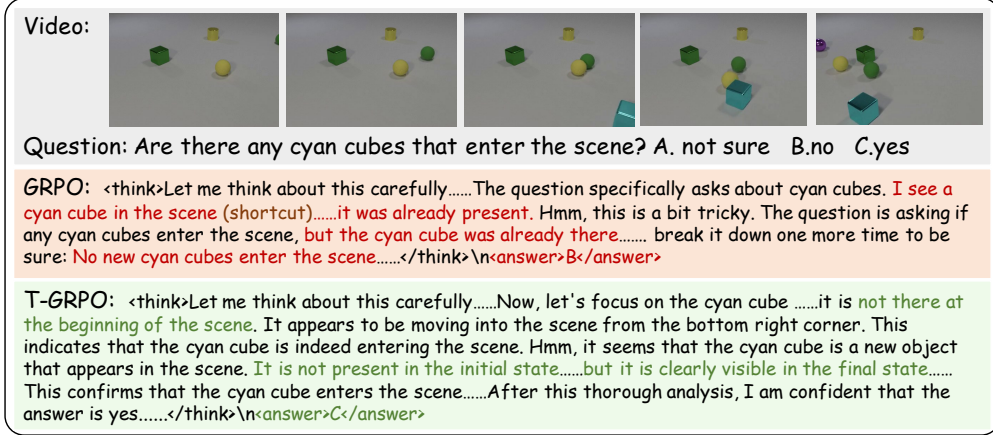 Video:
Question: Are there any cyan cubes that enter the scene? A. not sure B.no C.yes
GRPO: <think>Let me think about this carefully......The question specifically asks about cyan cubes. I see a
cyan cube in the scene (shortcut)......it was already present. Hmm, this is a bit tricky. The question is asking if
any cyan cubes enter the scene, but the cyan cube was already there....... break it down one more time to be
sure: No new cyan cubes enter the scene......</think>\n<answer>B</answer>
T-GRPO: <think>Let me think about this carefully......Now, let's focus on the cyan cube ......it is not there at
the beginning of the scene. It appears to be moving into the scene from the bottom right corner. This
indicates that the cyan cube is indeed entering the scene. Hmm, it seems that the cyan cube is a new object
that appears in the scene. It is not present in the initial state......but it is clearly visible in the final state......
This confirms that the cyan cube enters the scene......After this thorough analysis, I am confident that the
answer is yes......</think>\n<answer>C</answer>